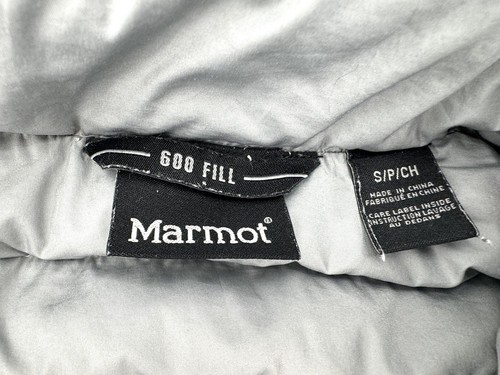 600 FILL
Marmot®
S/P/CH
MADE IN CHINA
FABRIQUÉ EN CHINE
CARE LABEL INSIDE
INSTRUCTION LAVAGE
AU DEDANS